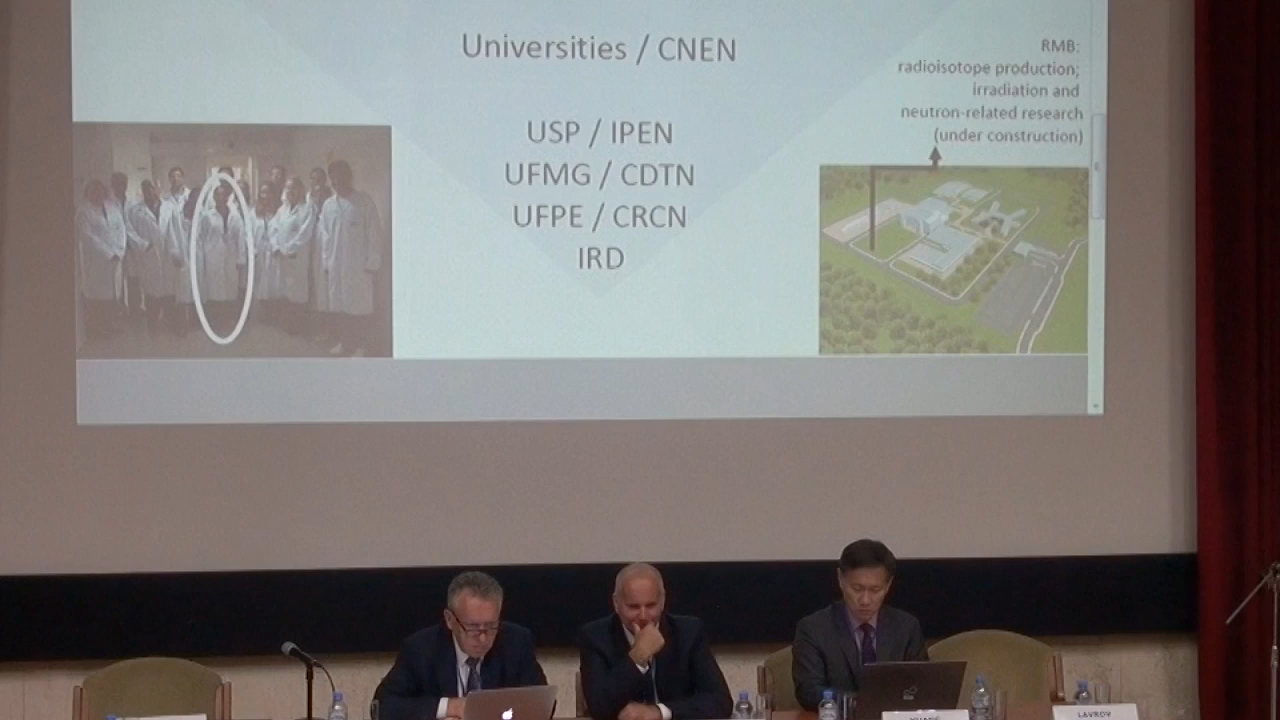 Universities / CNEN
USP / IPEN
UFMG / CDTN
UFPE / CRCN
IRD
RMB:
radioisotope production;
irradiation and
neutron-related research
(under construction)
LAVROV